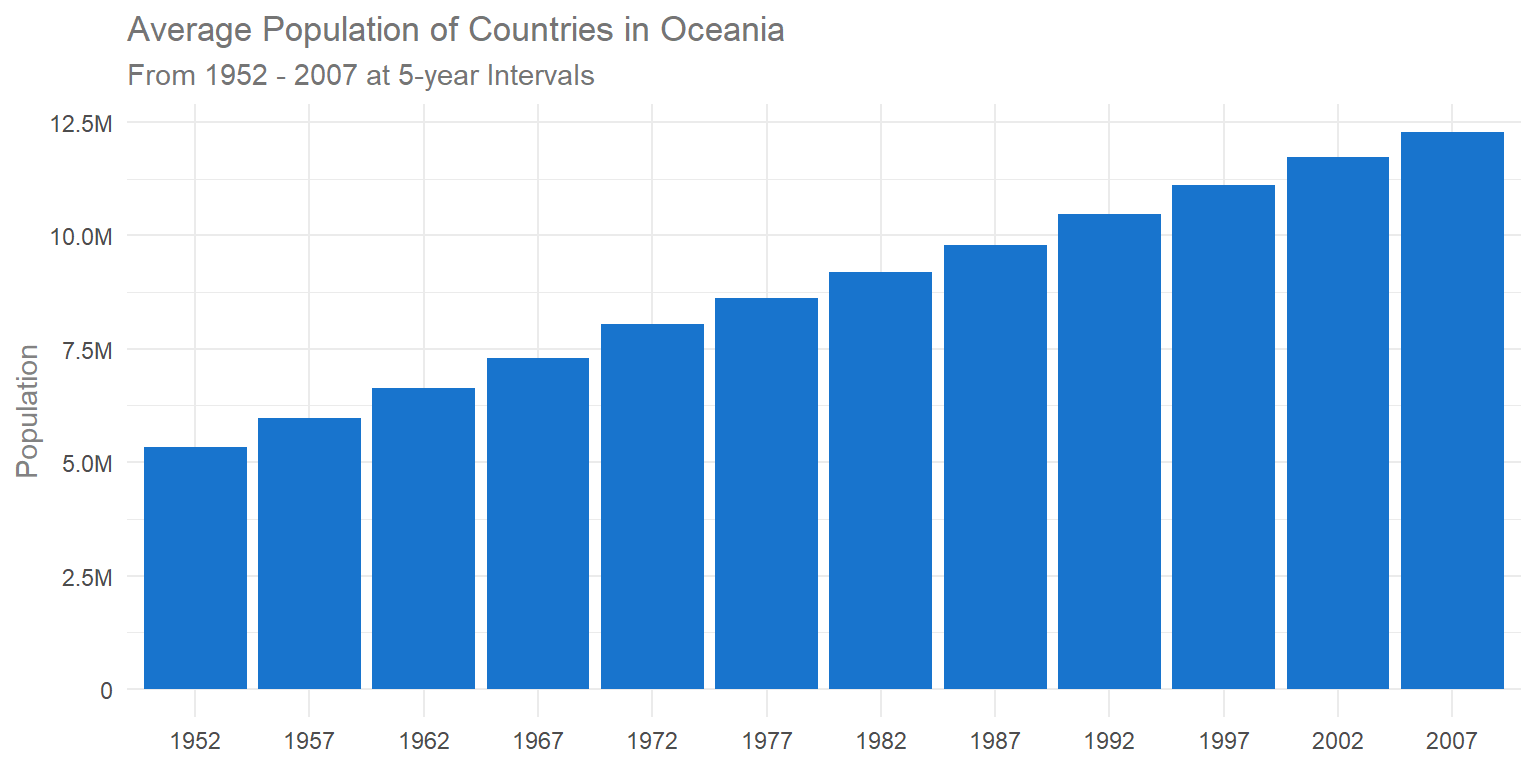 Average Population of Countries in Oceania
From 1952 - 2007 at 5-year Intervals
Population
12.5M
10.0M
7.5M
5.0M
2.5M
0
1952 1957 1962 1967 1972 1977 1982 1987 1992 1997 2002 2007